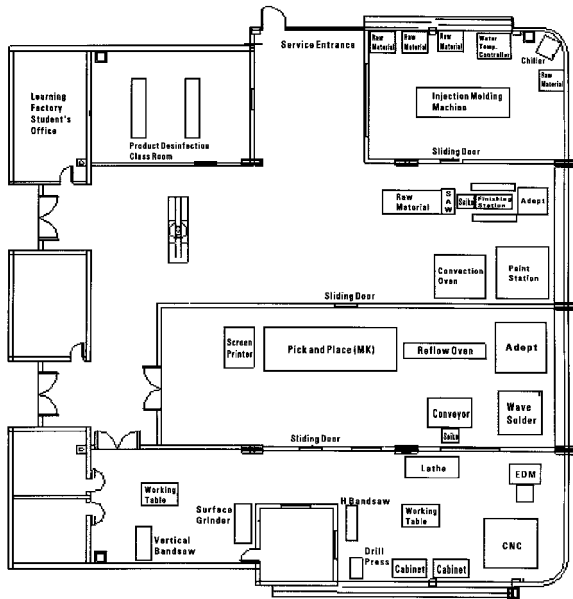 Service Entrance
Raw
Material
Raw
Material
Raw
Material
Water
Temp.
Controller
Chiller
Raw
Material
Learning
Factory
Student's
Office
Injection Molding
Machine
Product Desinfection
Class Room
Sliding Door
Raw
Material
SAW
Seiko
Finishing
Station
Adept
Convection
Oven
Paint
Station
Sliding Door
Screen
Printer
Pick and Place (MK)
Reflow Oven
Adept
Conveyor
Seiko
Wave
Solder
Sliding Door
Lathe
EDM
Working
Table
Surface
Grinder
H Bandsaw
Working
Table
Vertical
Bandsaw
Drill
Press
Cabinet
Cabinet
CNC